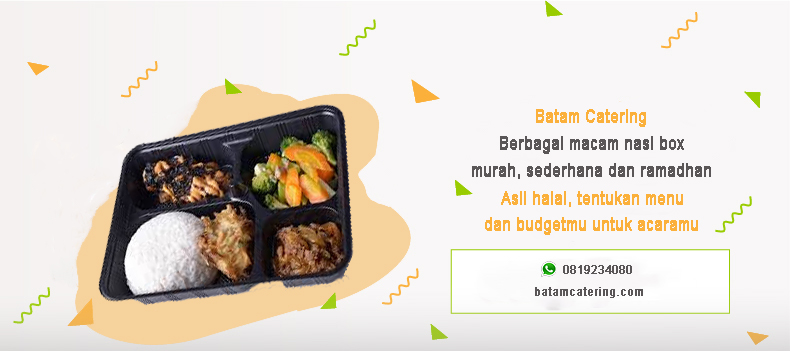 Batam Catering
Berbagai macam nasi box
murah, sederhana dan ramadhan
Asli halal, tentukan menu
dan budgetmu untuk acaramu
0819234080
batamcatering.com